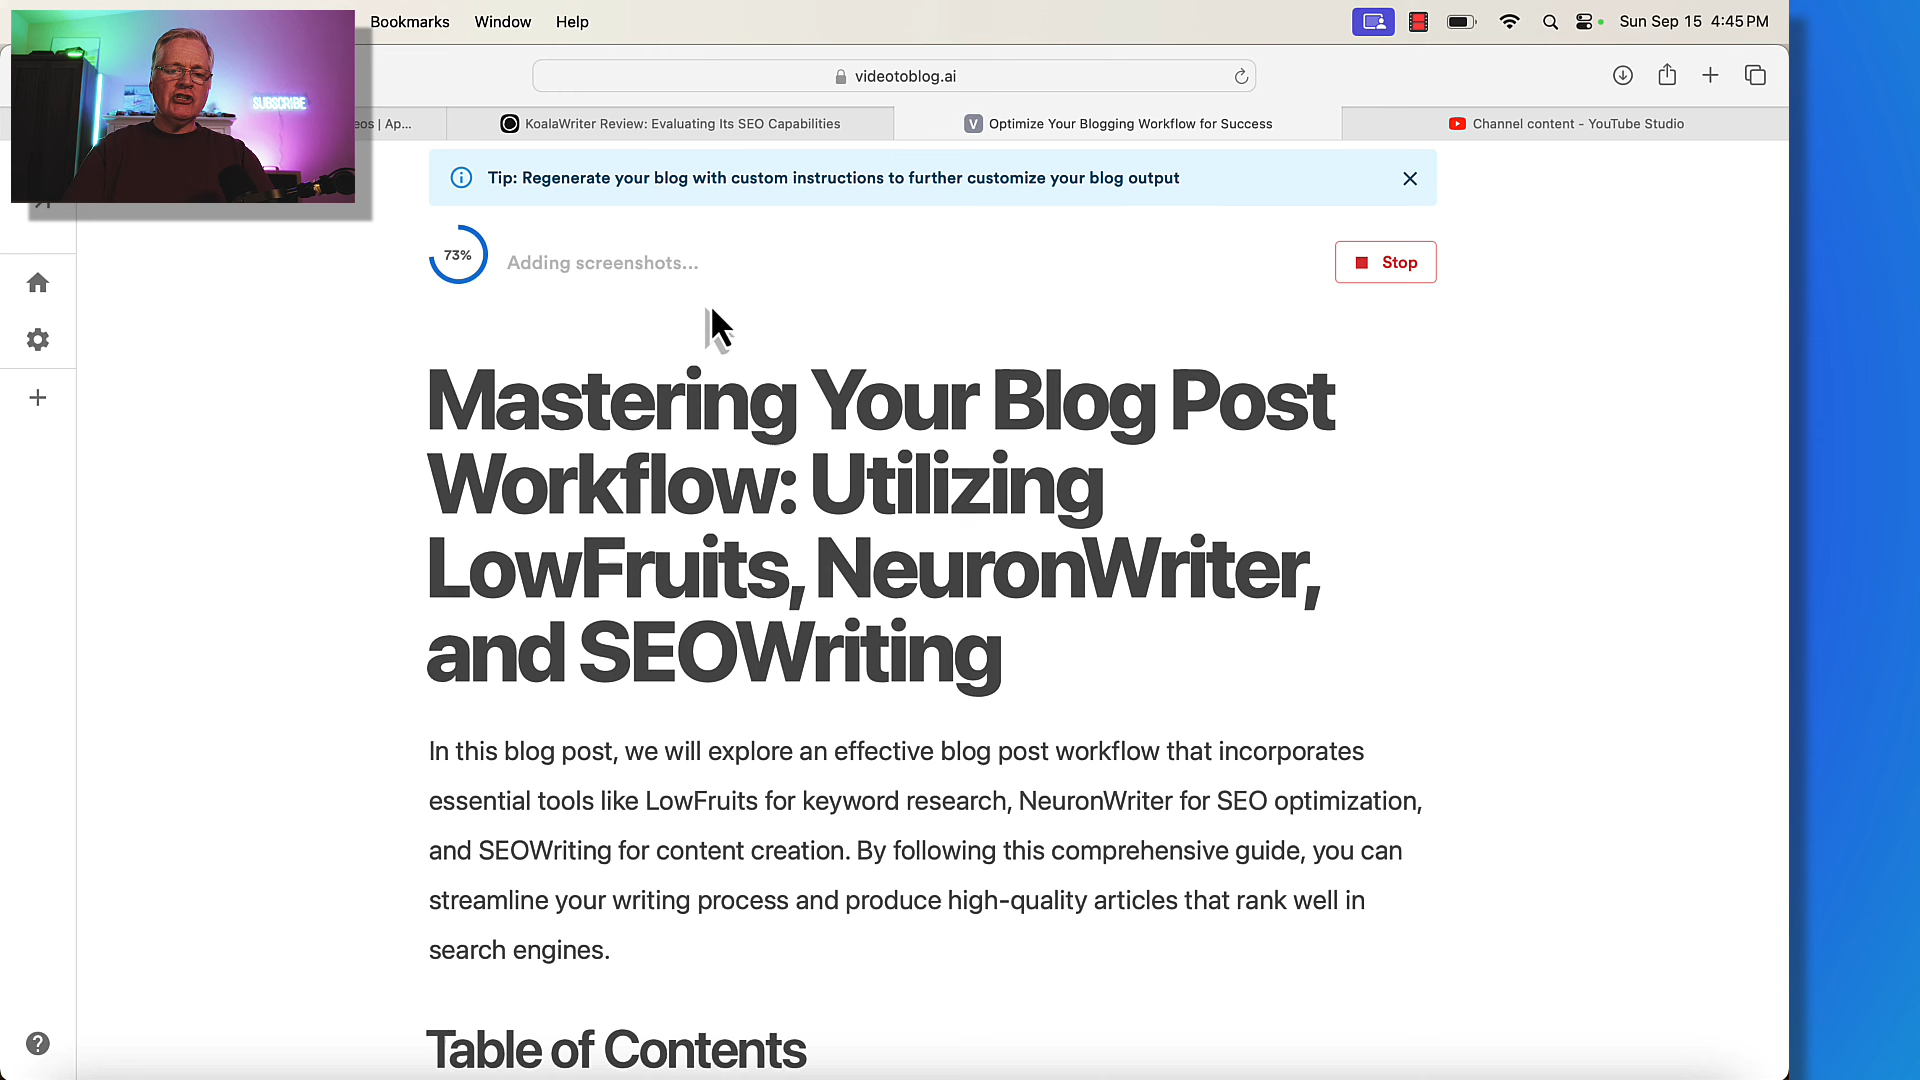 Bookmarks Window Help
Sun Sep 15 4:45 PM
SUBSCRIBE
videotoblog.ai
eos | Ap...
KoalaWriter Review: Evaluating Its SEO Capabilities
V Optimize Your Blogging Workflow for Success
Channel content - YouTube Studio
Tip: Regenerate your blog with custom instructions to further customize your blog output
73%
Adding screenshots...
Stop
Mastering Your Blog Post
Workflow: Utilizing
LowFruits, NeuronWriter,
and SEOWriting
In this blog post, we will explore an effective blog post workflow that incorporates
essential tools like LowFruits for keyword research, NeuronWriter for SEO optimization,
and SEOWriting for content creation. By following this comprehensive guide, you can
streamline your writing process and produce high-quality articles that rank well in
search engines.
Table of Contents